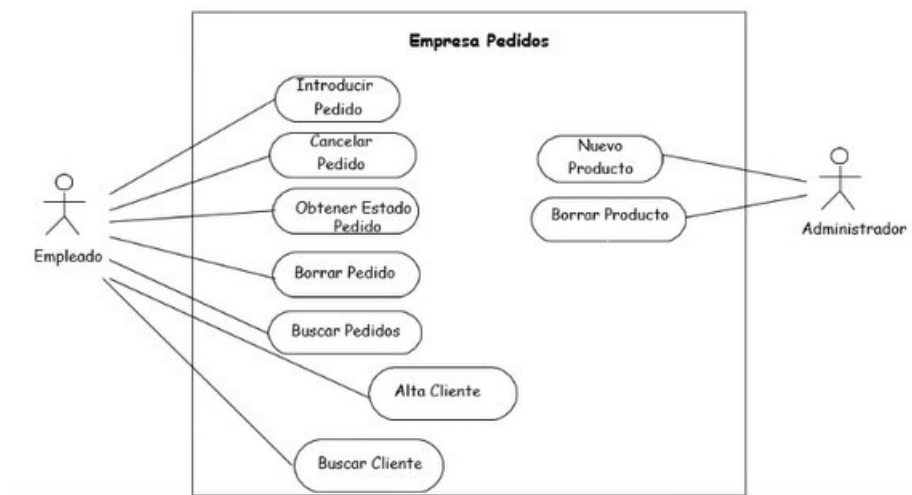 Empresa Pedidos
Introducir
Pedido
Cancelar
Pedido
Obtener Estado
Pedido
Borrar Pedido
Buscar Pedidos
Alta Cliente
Buscar Cliente
Nuevo
Producto
Borrar Producto
Empleado
Administrador